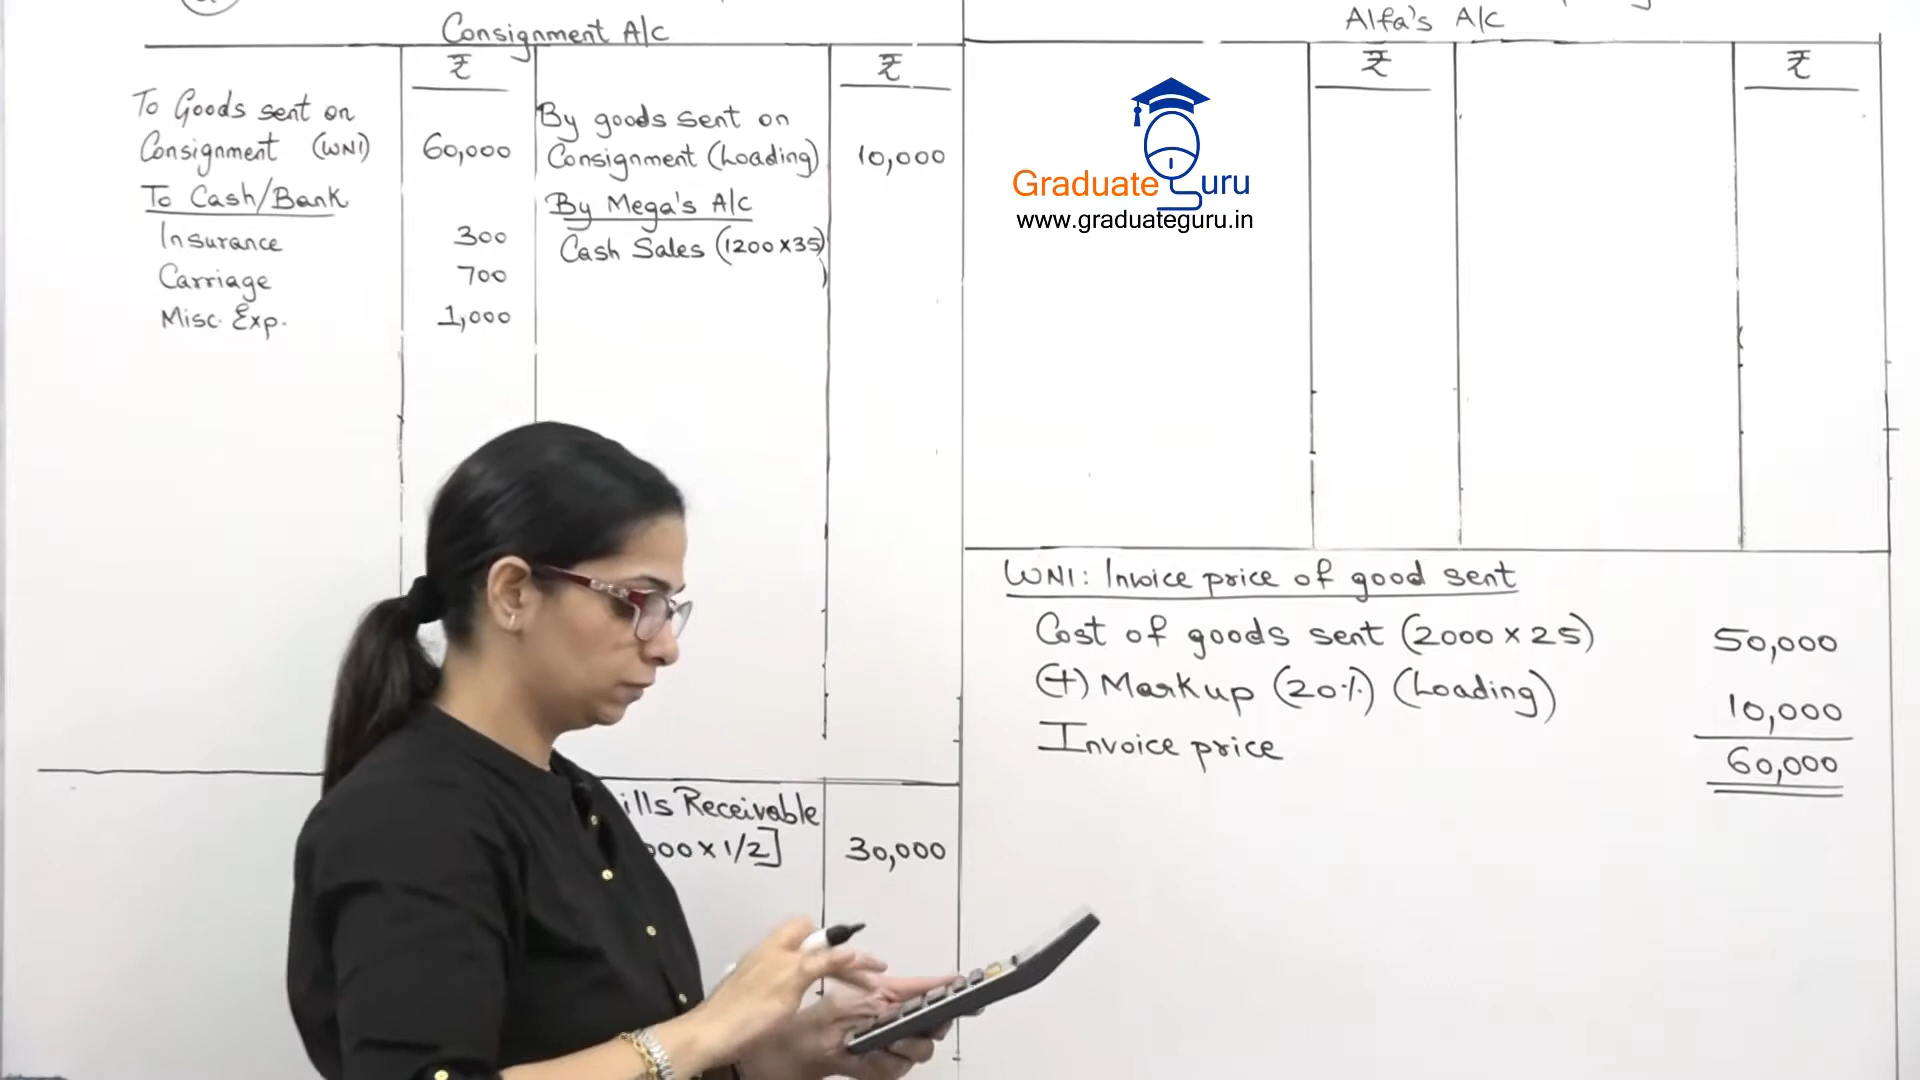 Consignment A/c
₹
₹
To Goods sent on
Consignment (WN1)
60,000
To Cash/Bank
Insurance
300
Carriage
700
Misc. Exp.
1,000
By goods sent on
Consignment (Loading)
10,000
By Mega's A/c
Cash Sales (1200×35)
)
ills Receivable
000×1/2]
30,000
Alfa's A/c
₹
₹
Graduate Guru
www.graduateguru.in
WN1: Invoice price of good sent
Cost of goods sent (2000×25)
50,000
(+) Markup (20%) (Loading)
10,000
Invoice price
60,000